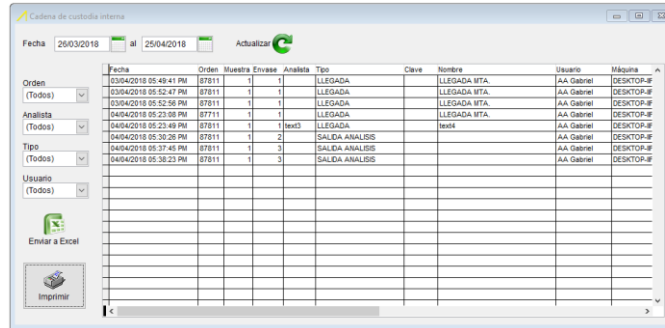 Cadena de custodia interna
Fecha 26/03/2018 al 25/04/2018 Actualizar
Orden
(Todos)
Analista
(Todos)
Tipo
(Todos)
Usuario
(Todos)
Enviar a Excel
Imprimir
Fecha Orden Muestra Envase Analista Tipo Clave Nombre Usuario Máquina
03/04/2018 05:49:41 PM 87811 1 1 LLEGADA LLEGADA MTA. AA Gabriel DESKTOP-IF
03/04/2018 05:52:47 PM 87811 1 1 LLEGADA LLEGADA MTA. AA Gabriel DESKTOP-IF
03/04/2018 05:52:56 PM 87811 1 1 LLEGADA LLEGADA MTA. AA Gabriel DESKTOP-IF
04/04/2018 05:23:08 PM 87711 1 1 LLEGADA LLEGADA MTA. AA Gabriel DESKTOP-IF
04/04/2018 05:23:49 PM 87811 1 1 text3 LLEGADA text4 AA Gabriel DESKTOP-IF
04/04/2018 05:30:26 PM 87811 1 2 SALIDA ANALISIS AA Gabriel DESKTOP-IF
04/04/2018 05:37:45 PM 87811 1 3 SALIDA ANALISIS AA Gabriel DESKTOP-IF
04/04/2018 05:38:23 PM 87811 1 3 SALIDA ANALISIS AA Gabriel DESKTOP-IF